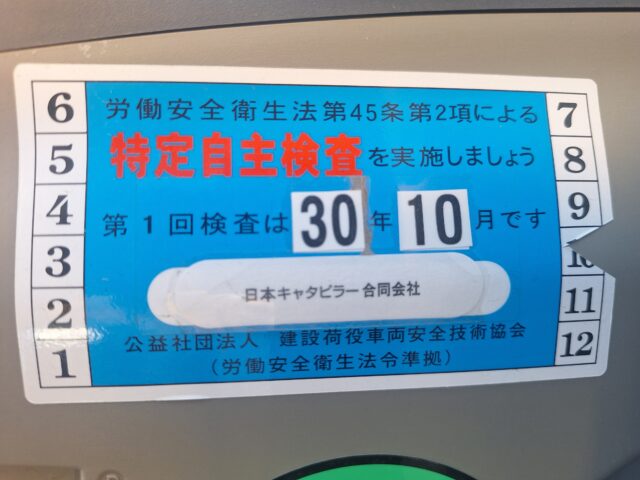 労働安全衛生法第45条第2項による
特定自主検査を実施しましょう
第1回検査は30年10月です
日本キャタピラー合同会社
公益社団法人 建設荷役車両安全技術協会
(労働安全衛生法令準拠)
6
5
4
3
2
1
7
8
9
10
11
12